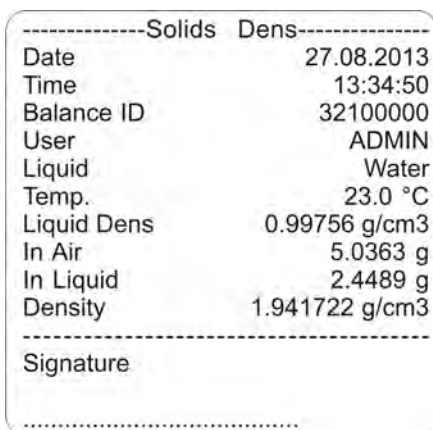 --------------Solids Dens---------------
Date 27.08.2013
Time 13:34:50
Balance ID 32100000
User ADMIN
Liquid Water
Temp. 23.0 °C
Liquid Dens 0.99756 g/cm3
In Air 5.0363 g
In Liquid 2.4489 g
Density 1.941722 g/cm3
------------------------------------------------
Signature
.......................................